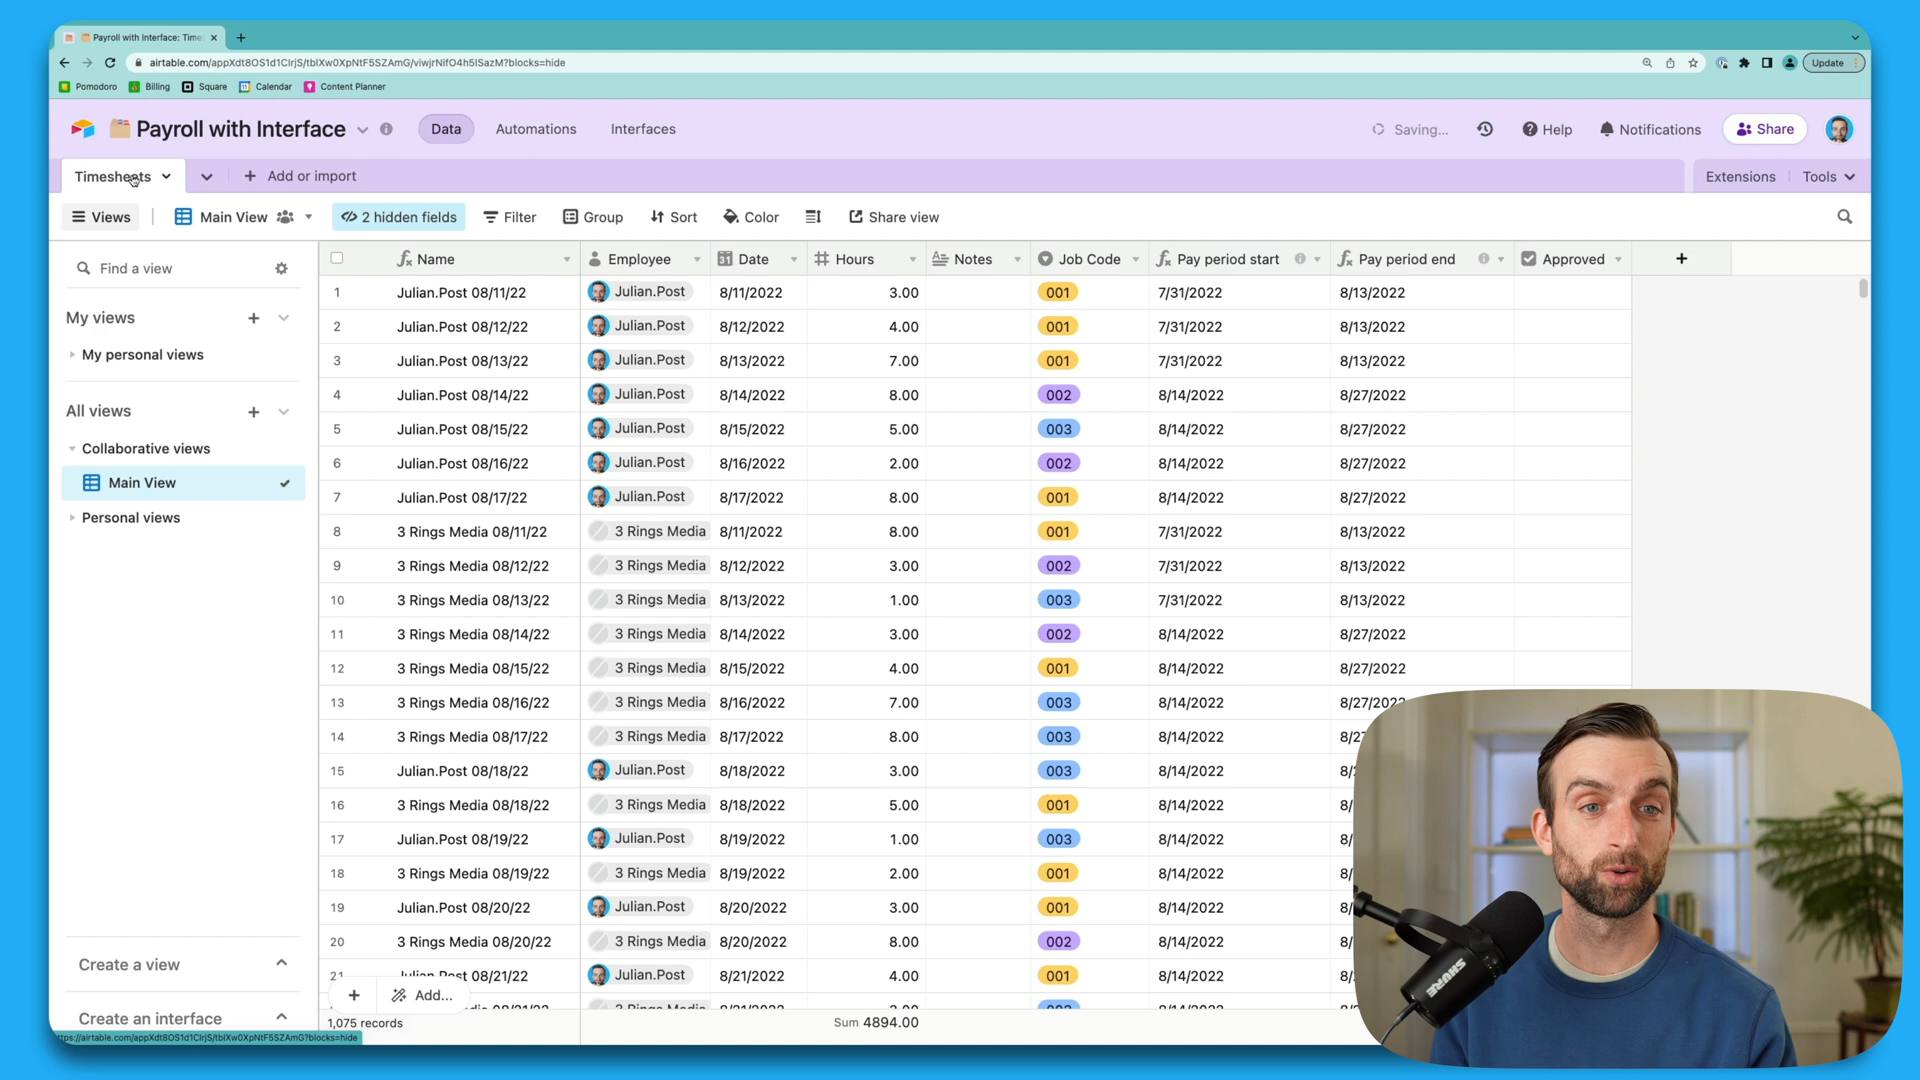 Payroll with Interface: Time
airtable.com/appXdt8OS1d1CIrjS/tblXw0XpNtF5SZAmG/viwjrNifO4h5ISazM?blocks=hide
Update
Pomodoro Billing Square Calendar Content Planner
Payroll with Interface Data Automations Interfaces Saving... Help Notifications Share
Timesheets Add or import Extensions Tools
Views Main View 2 hidden fields Filter Group Sort Color Share view
Find a view
My views
My personal views
All views
Collaborative views
Main View
Personal views
Create a view
Create an interface
Name Employee Date Hours Notes Job Code Pay period start Pay period end Approved
1 Julian.Post 08/11/22 Julian.Post 8/11/2022 3.00 001 7/31/2022 8/13/2022
2 Julian.Post 08/12/22 Julian.Post 8/12/2022 4.00 001 7/31/2022 8/13/2022
3 Julian.Post 08/13/22 Julian.Post 8/13/2022 7.00 001 7/31/2022 8/13/2022
4 Julian.Post 08/14/22 Julian.Post 8/14/2022 8.00 002 8/14/2022 8/27/2022
5 Julian.Post 08/15/22 Julian.Post 8/15/2022 5.00 003 8/14/2022 8/27/2022
6 Julian.Post 08/16/22 Julian.Post 8/16/2022 2.00 002 8/14/2022 8/27/2022
7 Julian.Post 08/17/22 Julian.Post 8/17/2022 8.00 001 8/14/2022 8/27/2022
8 3 Rings Media 08/11/22 3 Rings Media 8/11/2022 8.00 001 7/31/2022 8/13/2022
9 3 Rings Media 08/12/22 3 Rings Media 8/12/2022 3.00 002 7/31/2022 8/13/2022
10 3 Rings Media 08/13/22 3 Rings Media 8/13/2022 1.00 003 7/31/2022 8/13/2022
11 3 Rings Media 08/14/22 3 Rings Media 8/14/2022 3.00 002 8/14/2022 8/27/2022
12 3 Rings Media 08/15/22 3 Rings Media 8/15/2022 4.00 001 8/14/2022 8/27/2022
13 3 Rings Media 08/16/22 3 Rings Media 8/16/2022 7.00 003 8/14/2022 8/27/2022
14 3 Rings Media 08/17/22 3 Rings Media 8/17/2022 8.00 003 8/14/2022 8/27
15 Julian.Post 08/18/22 Julian.Post 8/18/2022 3.00 003 8/14/2022 8/
16 3 Rings Media 08/18/22 3 Rings Media 8/18/2022 5.00 001 8/14/2022 8/
17 Julian.Post 08/19/22 Julian.Post 8/19/2022 1.00 003 8/14/2022 8/
18 3 Rings Media 08/19/22 3 Rings Media 8/19/2022 2.00 001 8/14/2022 8/
19 Julian.Post 08/20/22 Julian.Post 8/20/2022 3.00 001 8/14/2022 8/
20 3 Rings Media 08/20/22 3 Rings Media 8/20/2022 8.00 002 8/14/2022 8/
21 Julian.Post 08/21/22 Julian.Post 8/21/2022 4.00 001 8/14/2022 8/
Add...
1,075 records Sum 4894.00
ttps://airtable.com/appXdt8OS1d1CIrjS/tblXw0XpNtF5SZAmG?blocks=hide
SHURE